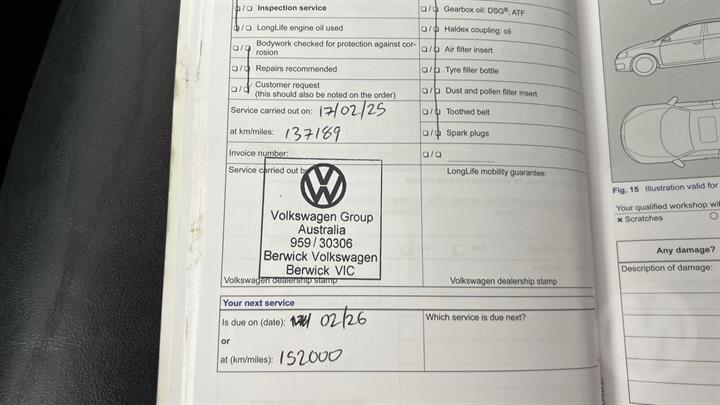 Inspection service
LongLife engine oil used
Bodywork checked for protection against cor-
rosion
Repairs recommended
Customer request
(this should also be noted on the order)
Service carried out on: 17/02/25
at km/miles: 137189
Invoice number:
Service carried out by
VW
Volkswagen Group
Australia
959/30306
Berwick Volkswagen
Berwick VIC
Volkswagen dealership stamp
Gearbox oil: DSG®, ATF
Haldex coupling: oil
Air filter insert
Tyre filler bottle
Dust and pollen filter insert
Toothed belt
Spark plugs
LongLife mobility guarantee:
Volkswagen dealership stamp
Your next service
Is due on (date): 02/26
or
at (km/miles): 152000
Which service is due next?
Fig. 15 Illustration valid for
Your qualified workshop wil
× Scratches
Any damage?
Description of damage: